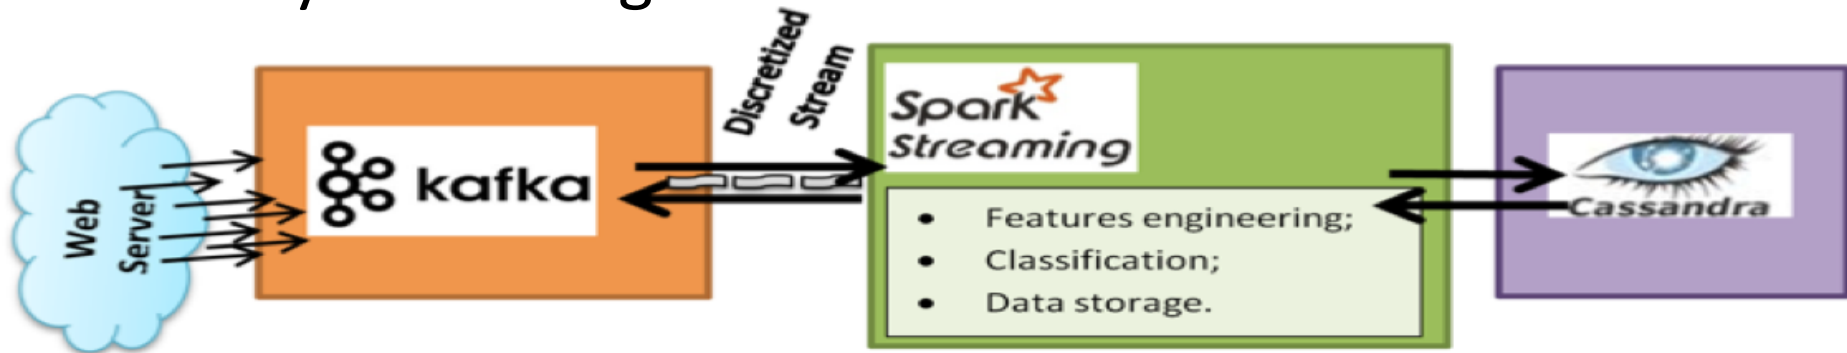 Web
Server
kafka
Discretized
Stream
Spark
Streaming
• Features engineering;
• Classification;
• Data storage.
Cassandra